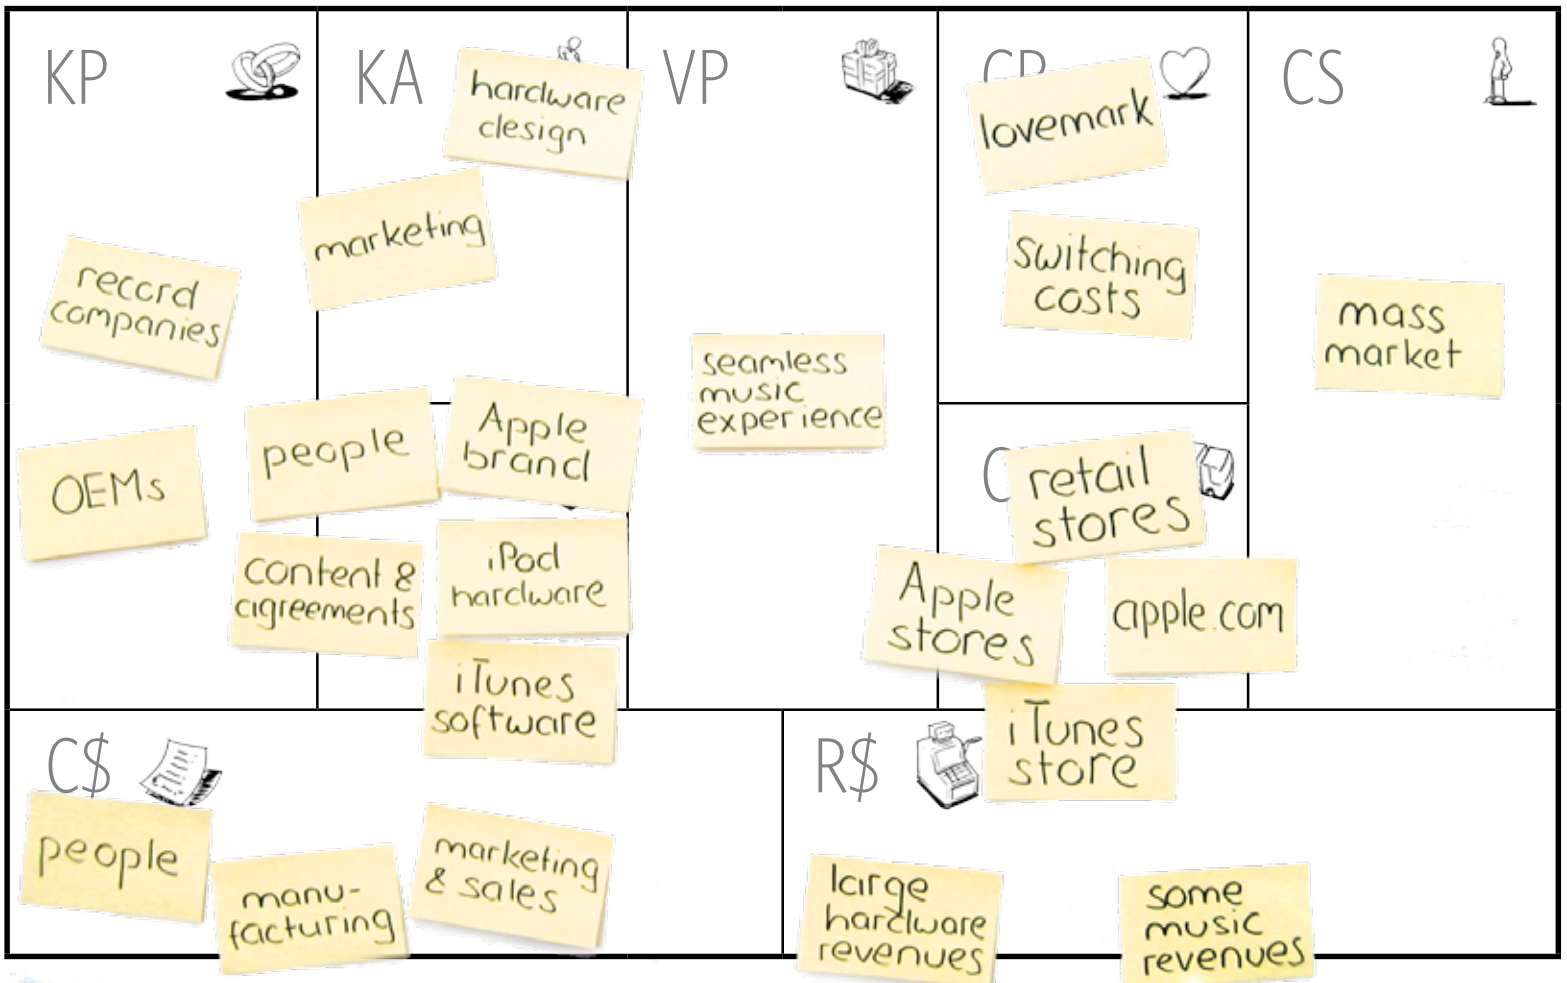 KP
record
companies
OEMs
KA
hardware
design
marketing
people
Apple
brand
content &
agreements
iPod
hardware
iTunes
software
VP
seamless
music
experience
CR
lovemark
switching
costs
C
retail
stores
Apple
stores
apple.com
iTunes
store
CS
mass
market
C$
people
manu-
facturing
marketing
& sales
R$
large
hardware
revenues
some
music
revenues